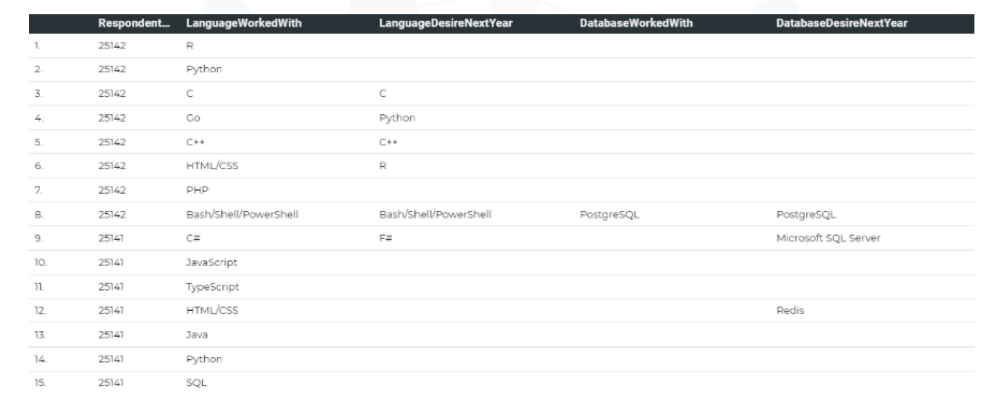 Respondent... LanguageWorkedWith LanguageDesireNextYear DatabaseWorkedWith DatabaseDesireNextYear
1. 25142 R
2. 25142 Python
3. 25142 C C
4. 25142 Go Python
5. 25142 C++ C++
6. 25142 HTML/CSS R
7. 25142 PHP
8. 25142 Bash/Shell/PowerShell Bash/Shell/PowerShell PostgreSQL PostgreSQL
9. 25141 C# F# Microsoft SQL Server
10. 25141 JavaScript
11. 25141 TypeScript
12. 25141 HTML/CSS Redis
13. 25141 Java
14. 25141 Python
15. 25141 SQL